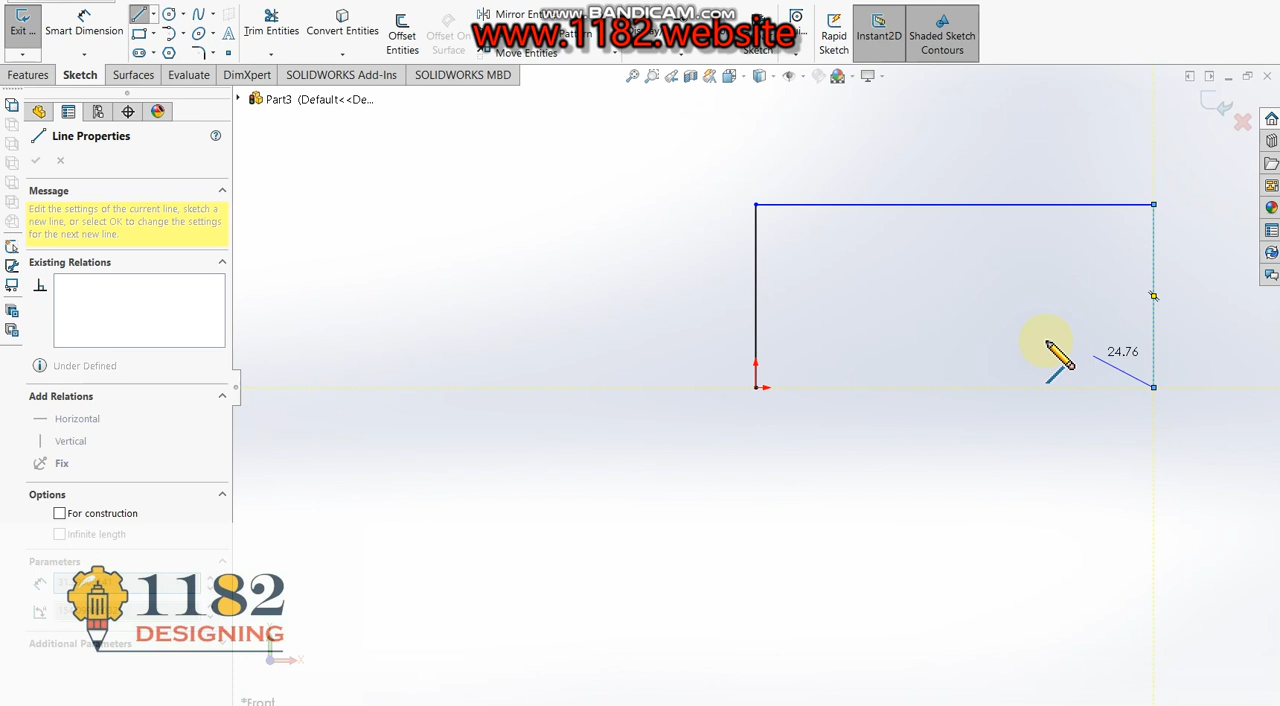 www.BANDICAM.com
www.1182.website
Exit ...
Smart Dimension
Trim Entities
Convert Entities
Offset Entities
Offset On Surface
Mirror Enti
Move Entities
Sketch
Rapid Sketch
Instant2D
Shaded Sketch Contours
Features
Sketch
Surfaces
Evaluate
DimXpert
SOLIDWORKS Add-Ins
SOLIDWORKS MBD
Part3 (Default<<De...
Line Properties
Message
Edit the settings of the current line, sketch a
new line, or select OK to change the settings
for the next new line.
Existing Relations
Under Defined
Add Relations
Horizontal
Vertical
Fix
Options
For construction
Infinite length
Parameters
Additional Parameters
1182
DESIGNING
24.76
X
*Front